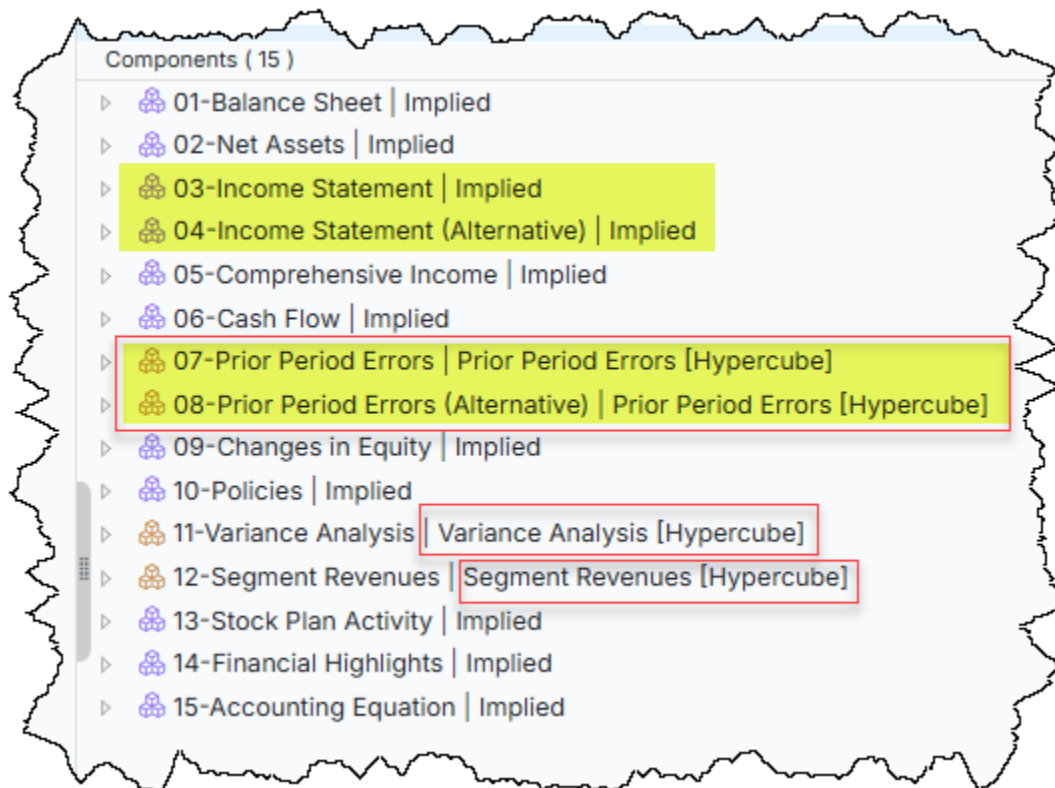 Components ( 15 )
01-Balance Sheet | Implied
02-Net Assets | Implied
03-Income Statement | Implied
04-Income Statement (Alternative) | Implied
05-Comprehensive Income | Implied
06-Cash Flow | Implied
07-Prior Period Errors | Prior Period Errors [Hypercube]
08-Prior Period Errors (Alternative) | Prior Period Errors [Hypercube]
09-Changes in Equity | Implied
10-Policies | Implied
11-Variance Analysis | Variance Analysis [Hypercube]
12-Segment Revenues | Segment Revenues [Hypercube]
13-Stock Plan Activity | Implied
14-Financial Highlights | Implied
15-Accounting Equation | Implied